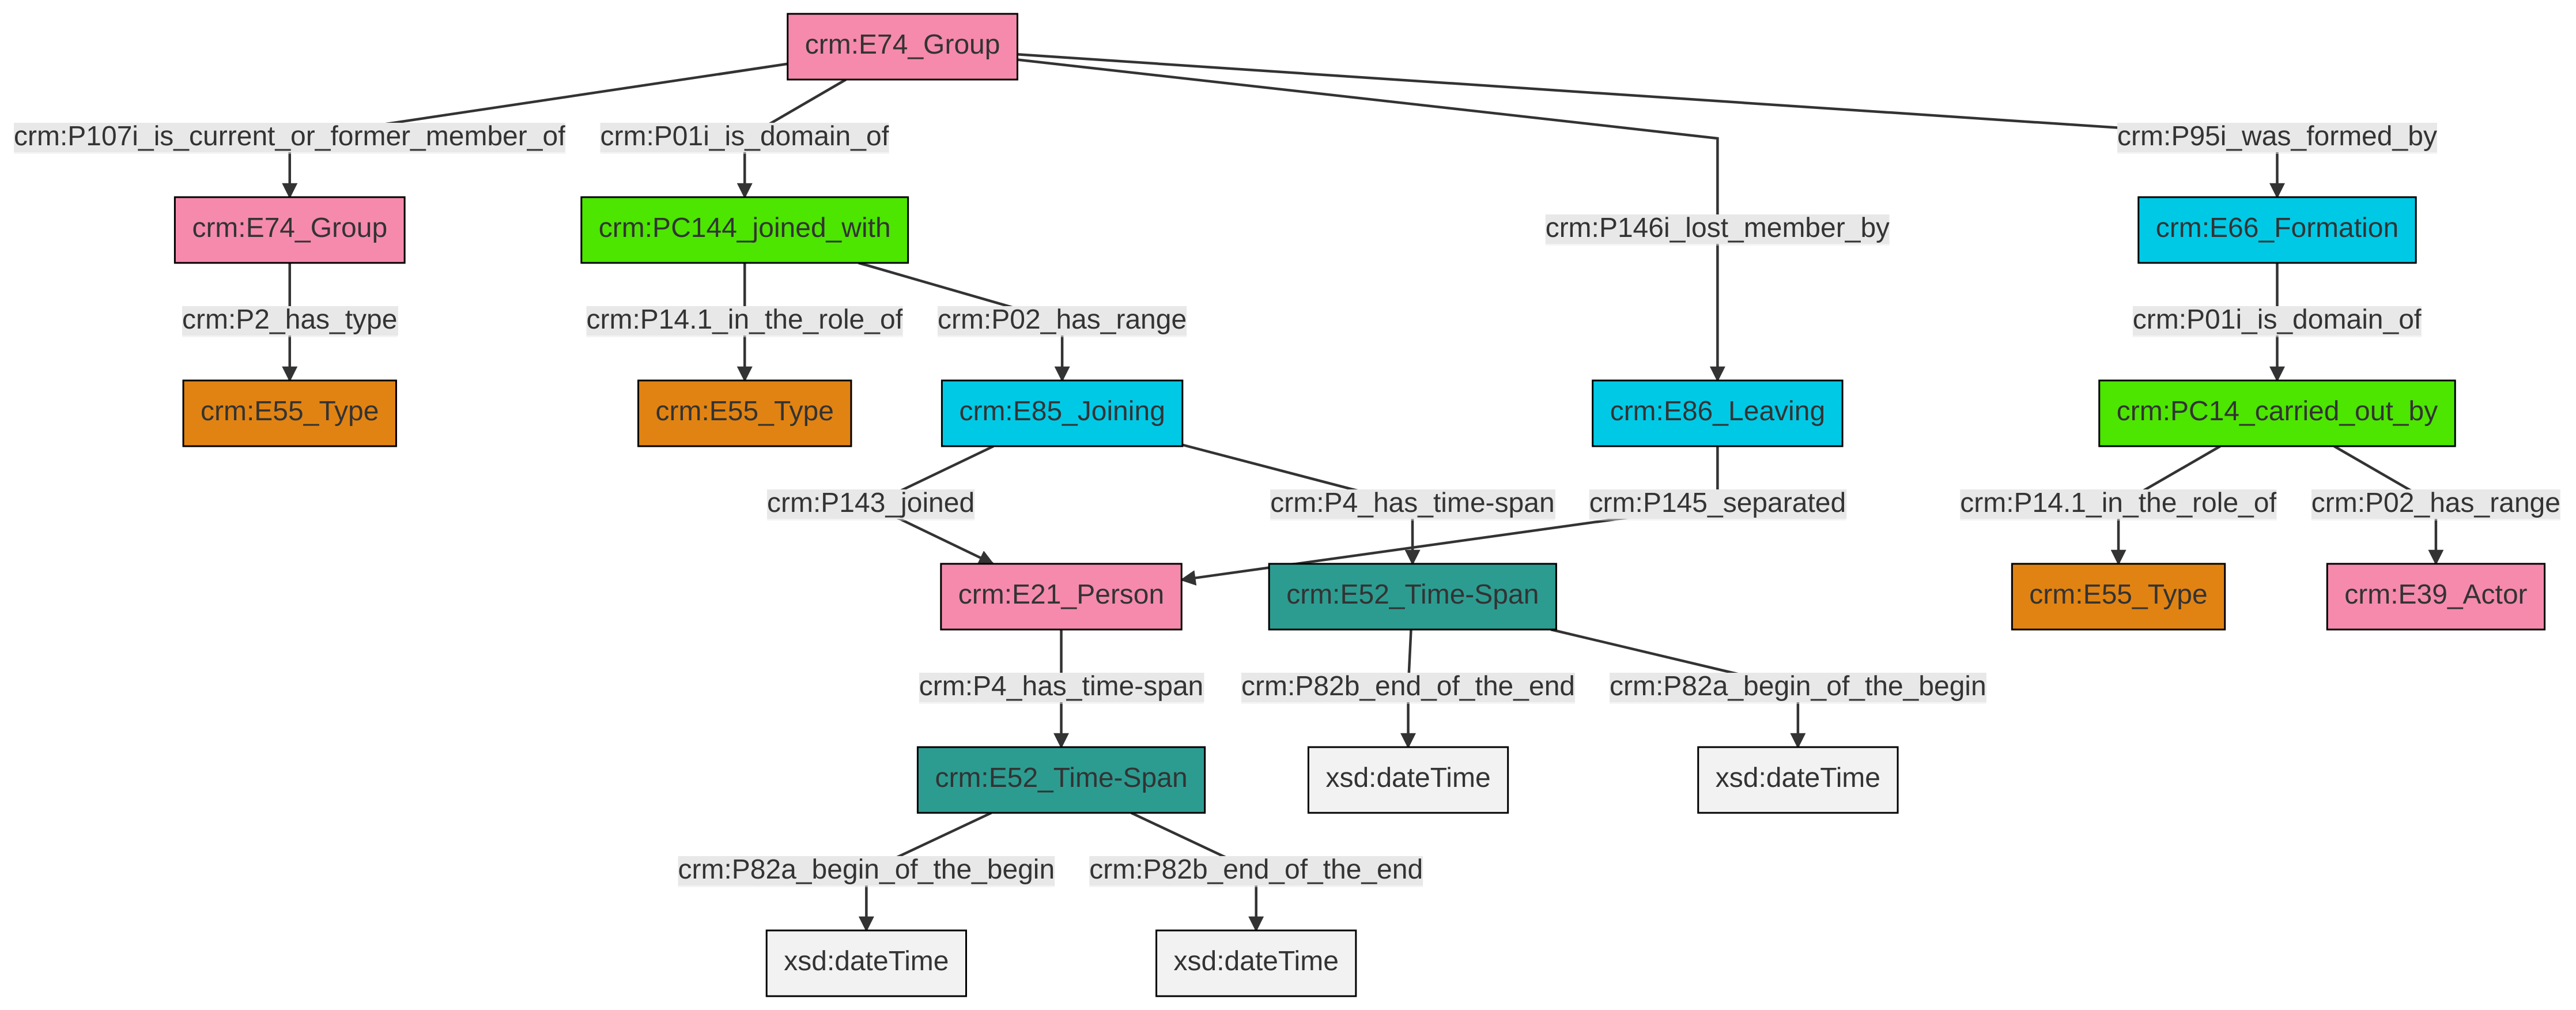 crm:E74_Group
crm:P107i_is_current_or_former_member_of
crm:P01i_is_domain_of
crm:P95i_was_formed_by
crm:E74_Group
crm:PC144_joined_with
crm:P146i_lost_member_by
crm:E66_Formation
crm:P2_has_type
crm:P14.1_in_the_role_of
crm:P02_has_range
crm:P01i_is_domain_of
crm:E55_Type
crm:E55_Type
crm:E85_Joining
crm:E86_Leaving
crm:PC14_carried_out_by
crm:P143_joined
crm:P4_has_time-span
crm:P145_separated
crm:P14.1_in_the_role_of
crm:P02_has_range
crm:E21_Person
crm:E52_Time-Span
crm:E55_Type
crm:E39_Actor
crm:P4_has_time-span
crm:P82b_end_of_the_end
crm:P82a_begin_of_the_begin
crm:E52_Time-Span
xsd:dateTime
xsd:dateTime
crm:P82a_begin_of_the_begin
crm:P82b_end_of_the_end
xsd:dateTime
xsd:dateTime